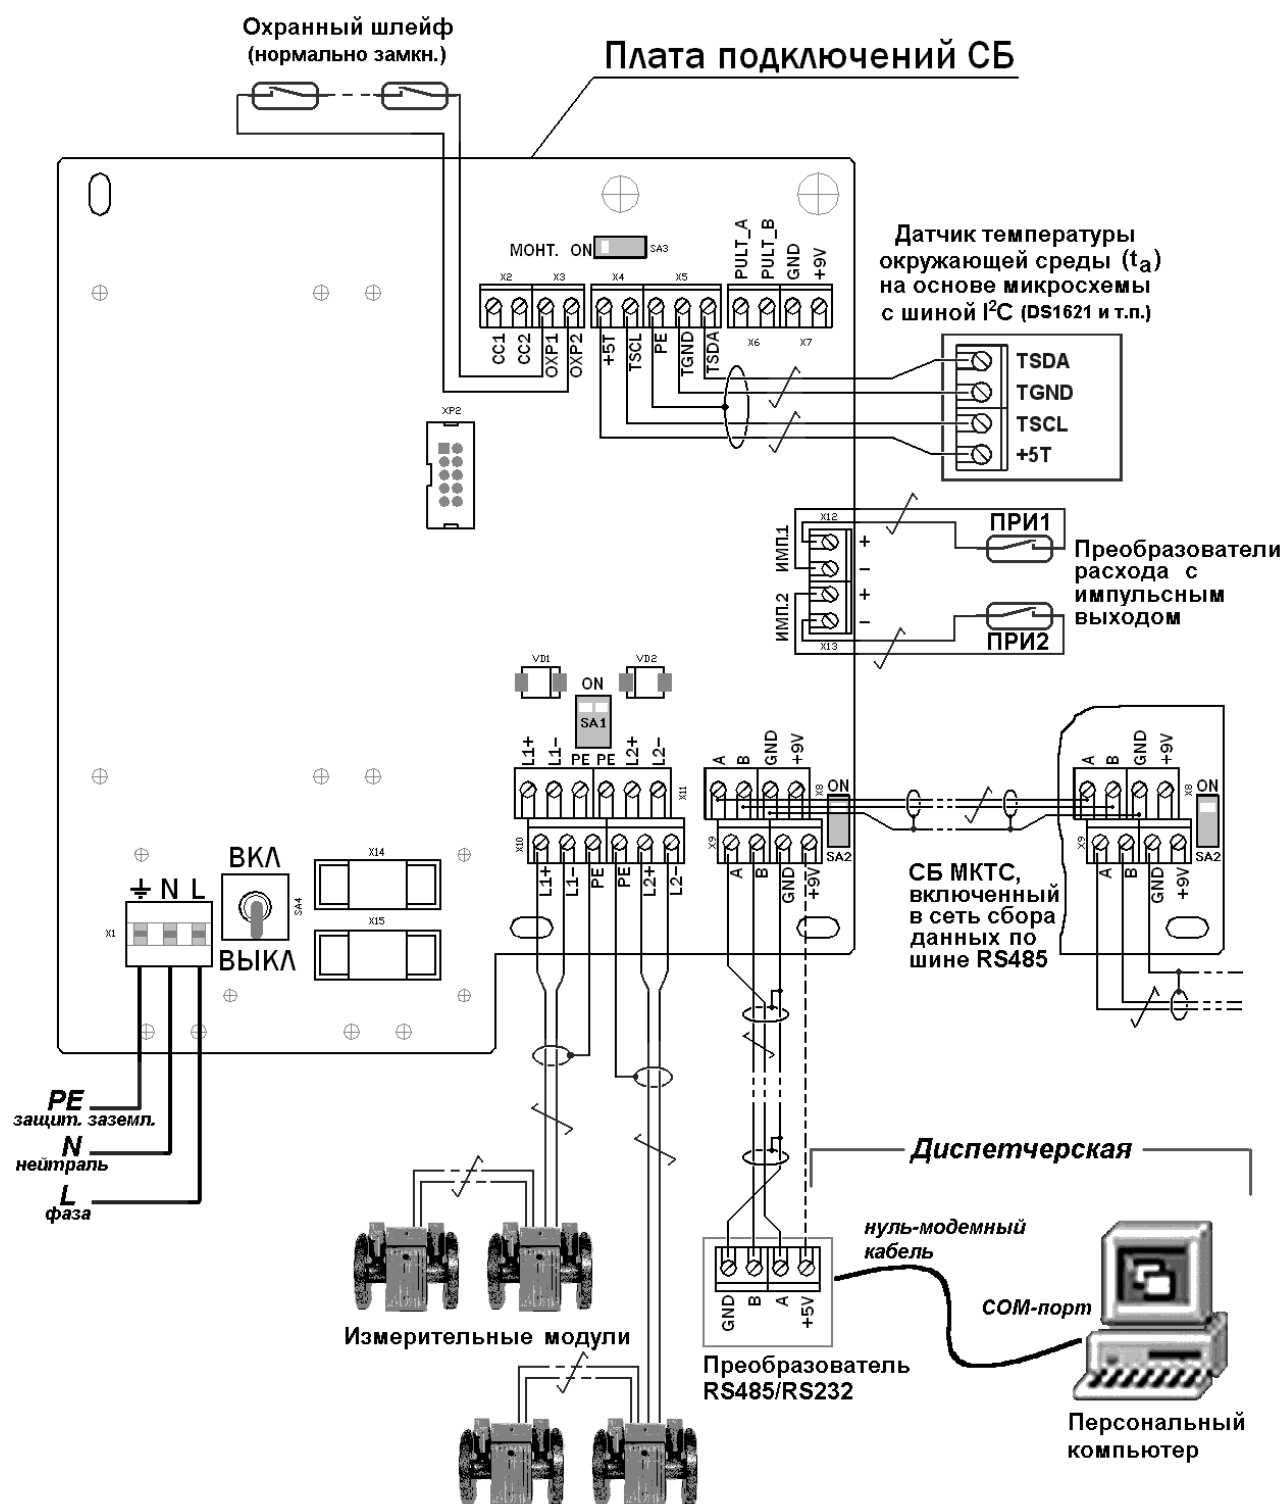 Охранный шлейф
(нормально замкн.)
Плата подключений СБ
МОНТ. ON
SA3
X2
X3
X4
X5
PULT_A
PULT_B
GND
+9V
CC1
CC2
OXP1
OXP2
+5T
TSCL
PE
TGND
TSDA
X6
X7
Датчик температуры
окружающей среды (ta)
на основе микросхемы
с шиной I²C (DS1621 и т.п.)
TSDA
TGND
TSCL
+5T
XP2
X12
ИМП.1
+
−
ИМП.2
+
−
X13
ПРИ1
ПРИ2
Преобразователи
расхода с
импульсным
выходом
VD1
VD2
ON
SA1
L1+
L1−
PE
PE
L2+
L2−
X11
X10
L1+
L1−
PE
PE
L2+
L2−
A
B
GND
+9V
X8
ON
SA2
X9
A
B
GND
+9V
A
B
GND
+9V
X8
ON
SA2
X9
A
B
GND
+9V
СБ МКТС,
включенный
в сеть сбора
данных по
шине RS485
ВКЛ
ВЫКЛ
SA4
N
L
X1
X14
X15
PE
защит. заземл.
N
нейтраль
L
фаза
Измерительные модули
Диспетчерская
нуль-модемный
кабель
COM-порт
GND
B
A
+5V
Преобразователь
RS485/RS232
Персональный
компьютер